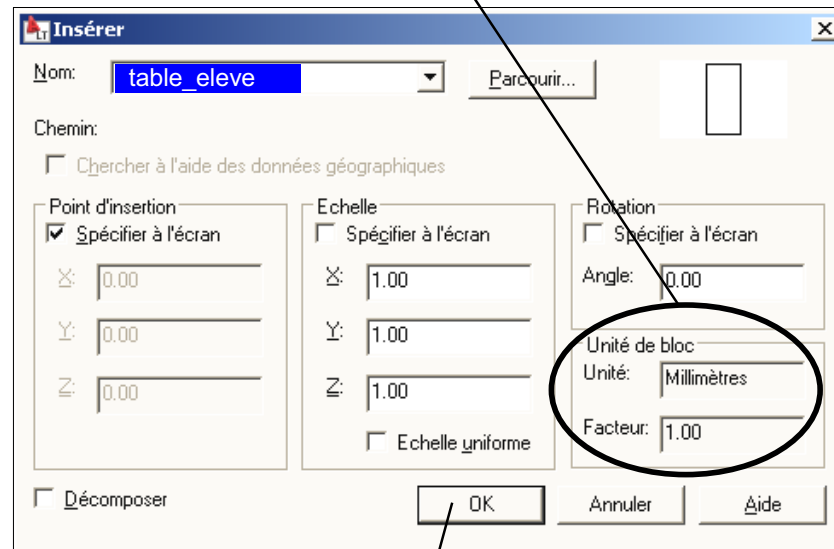 Insérer
Nom: table_eleve Parcourir...
Chemin:
Chercher à l'aide des données géographiques
Point d'insertion
Spécifier à l'écran
X: 0.00
Y: 0.00
Z: 0.00
Echelle
Spécifier à l'écran
X: 1.00
Y: 1.00
Z: 1.00
Echelle uniforme
Rotation
Spécifier à l'écran
Angle: 0.00
Unité de bloc
Unité: Millimètres
Facteur: 1.00
Décomposer
OK Annuler Aide